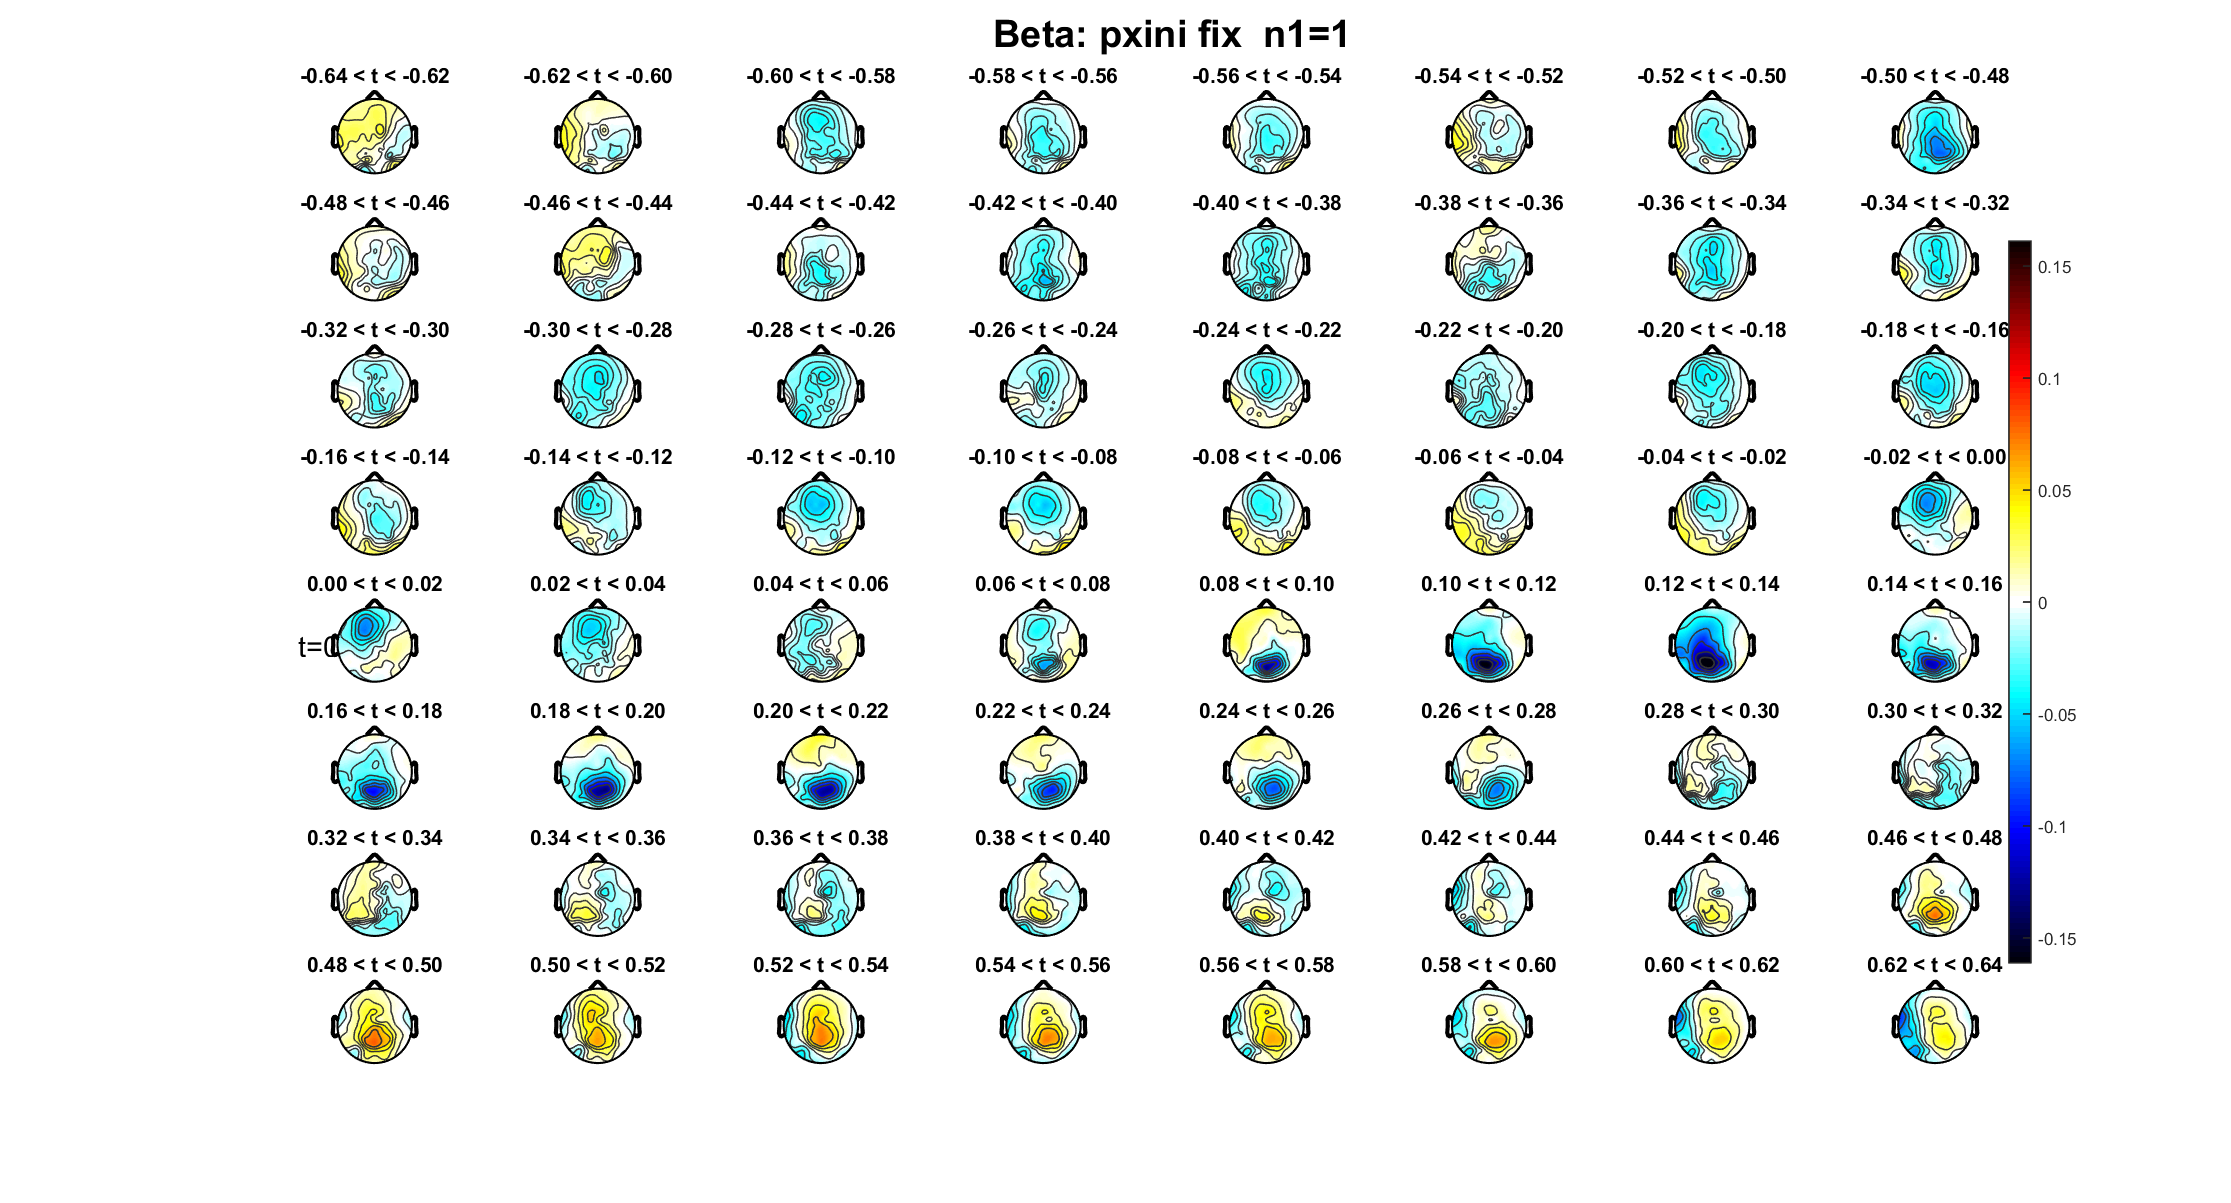 Beta: pxini fix  n1=1
-0.64 < t < -0.62 -0.62 < t < -0.60 -0.60 < t < -0.58 -0.58 < t < -0.56 -0.56 < t < -0.54 -0.54 < t < -0.52 -0.52 < t < -0.50 -0.50 < t < -0.48
-0.48 < t < -0.46 -0.46 < t < -0.44 -0.44 < t < -0.42 -0.42 < t < -0.40 -0.40 < t < -0.38 -0.38 < t < -0.36 -0.36 < t < -0.34 -0.34 < t < -0.32
-0.32 < t < -0.30 -0.30 < t < -0.28 -0.28 < t < -0.26 -0.26 < t < -0.24 -0.24 < t < -0.22 -0.22 < t < -0.20 -0.20 < t < -0.18 -0.18 < t < -0.16
-0.16 < t < -0.14 -0.14 < t < -0.12 -0.12 < t < -0.10 -0.10 < t < -0.08 -0.08 < t < -0.06 -0.06 < t < -0.04 -0.04 < t < -0.02 -0.02 < t < 0.00
0.00 < t < 0.02 0.02 < t < 0.04 0.04 < t < 0.06 0.06 < t < 0.08 0.08 < t < 0.10 0.10 < t < 0.12 0.12 < t < 0.14 0.14 < t < 0.16
t=0
0.16 < t < 0.18 0.18 < t < 0.20 0.20 < t < 0.22 0.22 < t < 0.24 0.24 < t < 0.26 0.26 < t < 0.28 0.28 < t < 0.30 0.30 < t < 0.32
0.32 < t < 0.34 0.34 < t < 0.36 0.36 < t < 0.38 0.38 < t < 0.40 0.40 < t < 0.42 0.42 < t < 0.44 0.44 < t < 0.46 0.46 < t < 0.48
0.48 < t < 0.50 0.50 < t < 0.52 0.52 < t < 0.54 0.54 < t < 0.56 0.56 < t < 0.58 0.58 < t < 0.60 0.60 < t < 0.62 0.62 < t < 0.64
0.15
0.1
0.05
0
-0.05
-0.1
-0.15